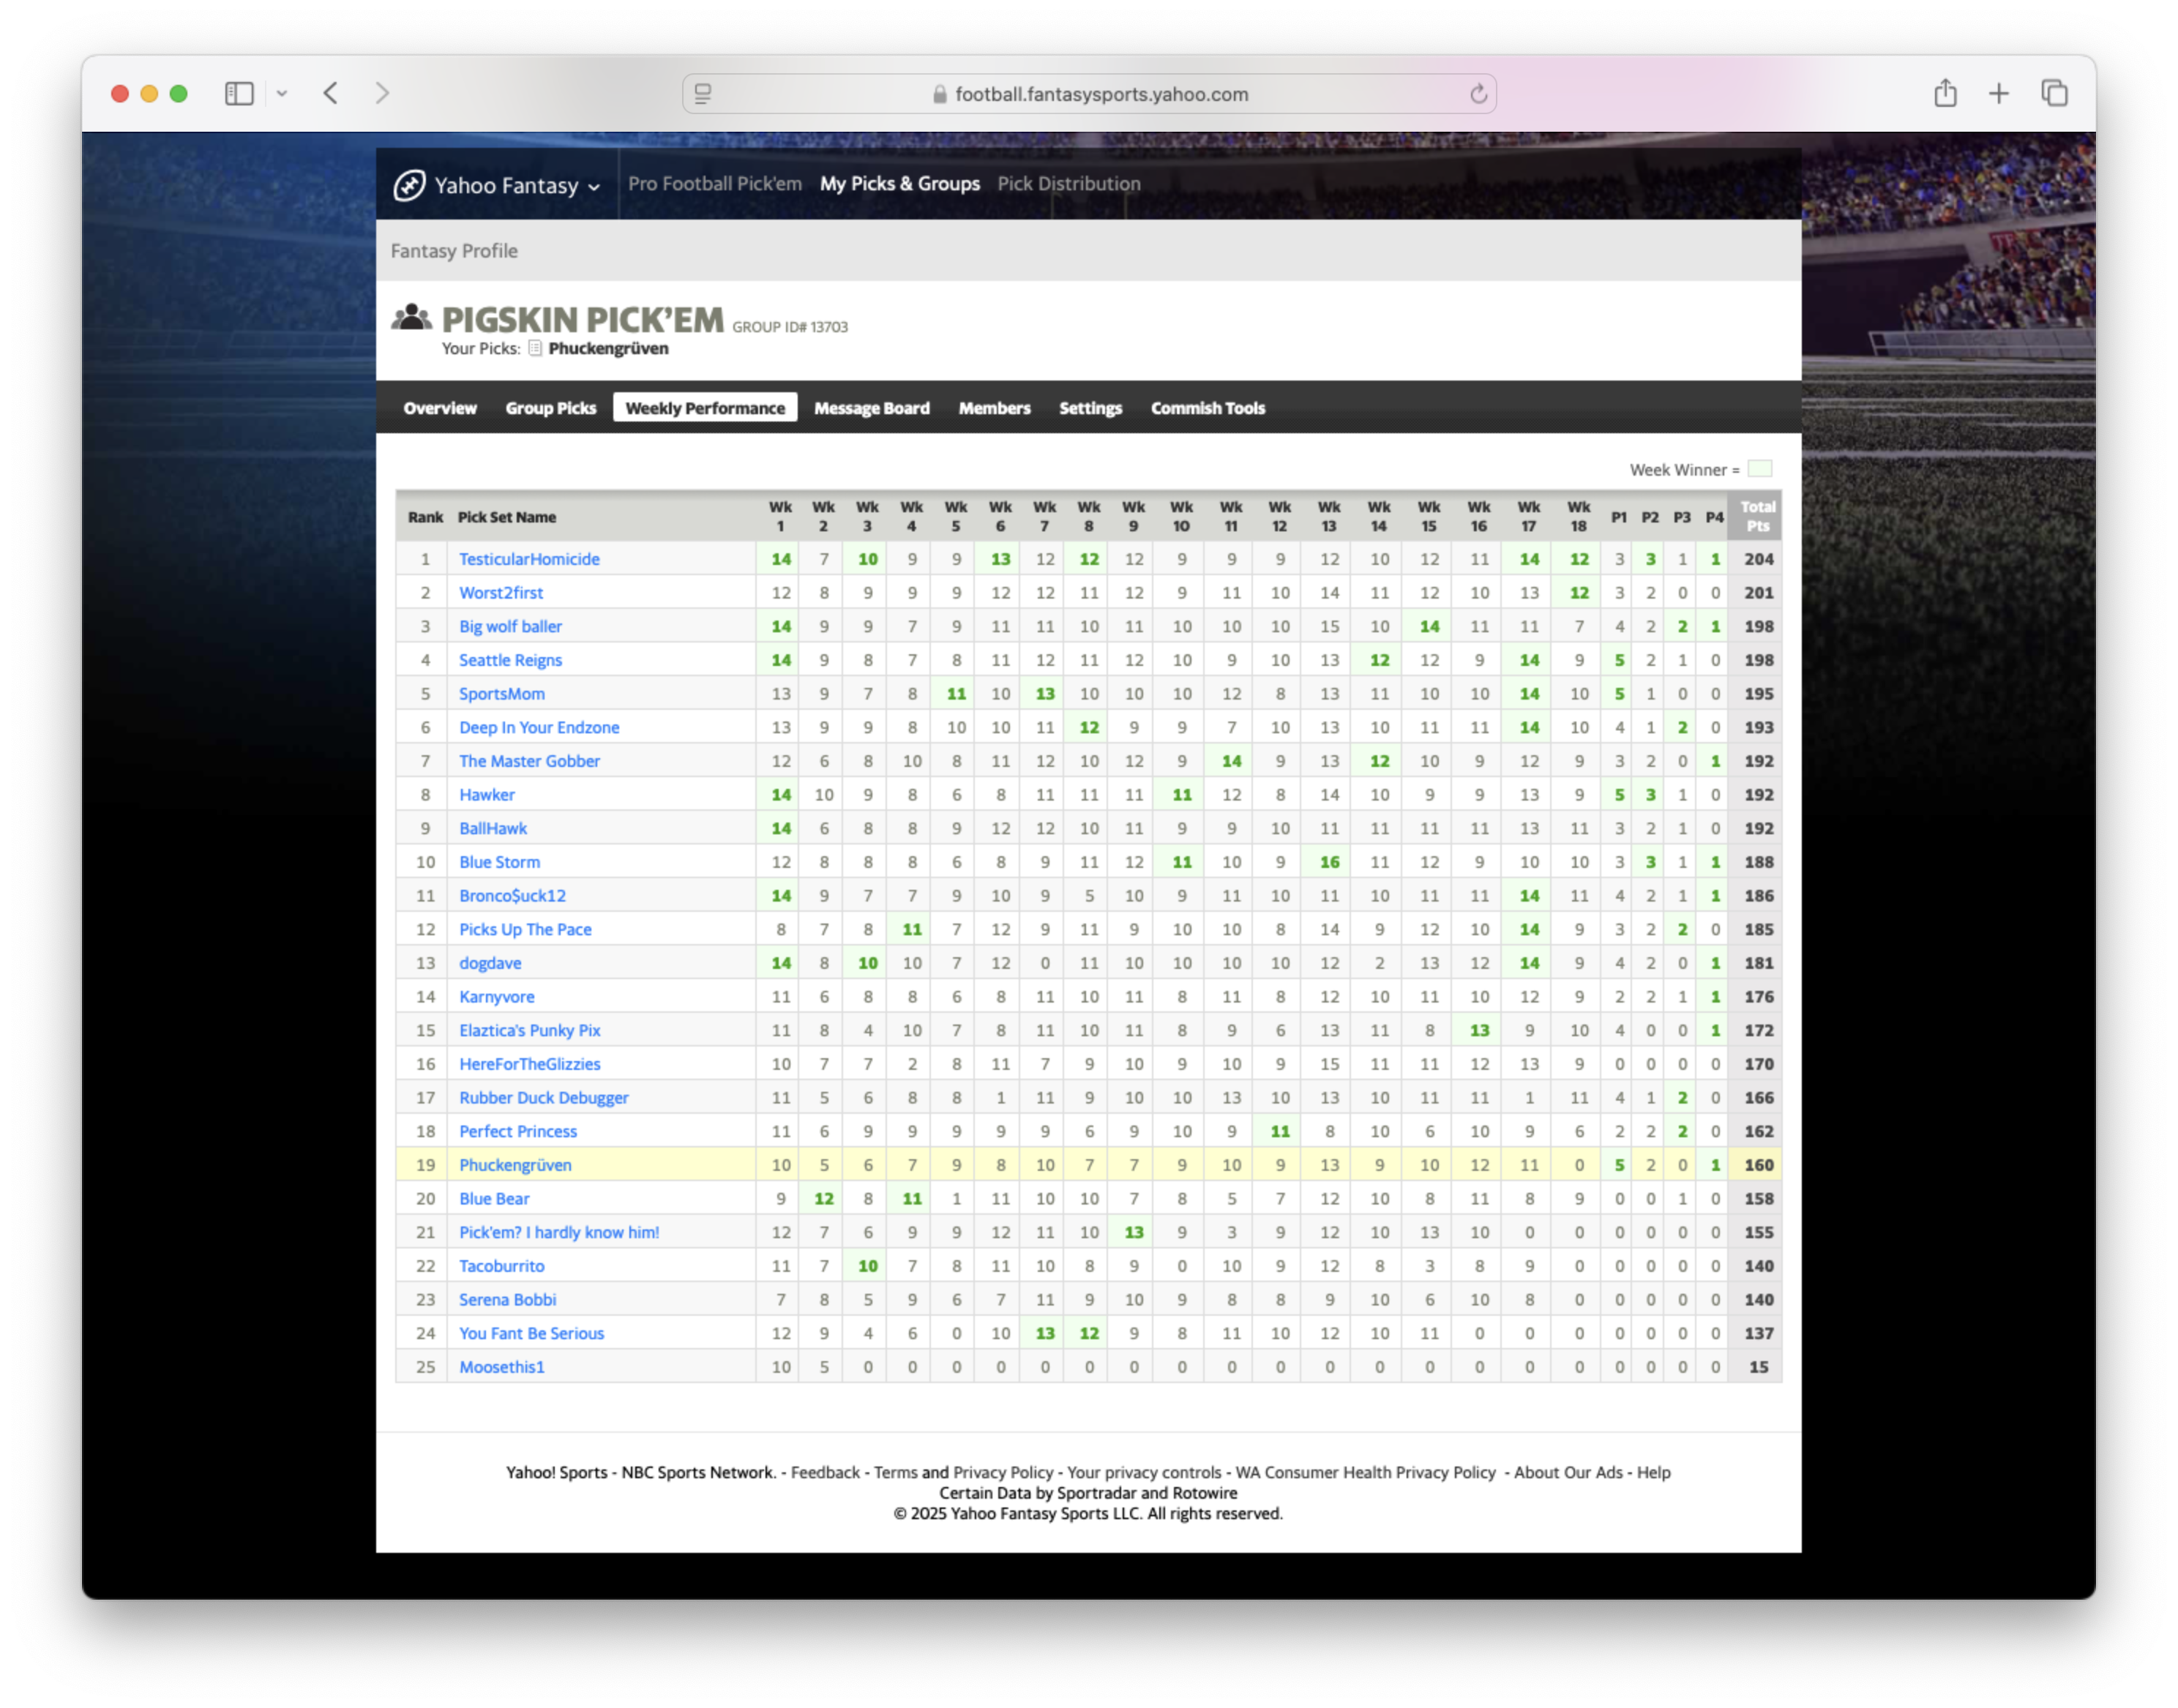 football.fantasysports.yahoo.com
Yahoo Fantasy Pro Football Pick'em My Picks & Groups Pick Distribution
Fantasy Profile
PIGSKIN PICK'EM GROUP ID# 13703
Your Picks: Phuckengrüven
Overview Group Picks Weekly Performance Message Board Members Settings Commish Tools
Week Winner =
Rank Pick Set Name Wk 1 Wk 2 Wk 3 Wk 4 Wk 5 Wk 6 Wk 7 Wk 8 Wk 9 Wk 10 Wk 11 Wk 12 Wk 13 Wk 14 Wk 15 Wk 16 Wk 17 Wk 18 P1 P2 P3 P4 Total Pts
1 TesticularHomicide 14 7 10 9 9 13 12 12 12 9 9 9 12 10 12 11 14 12 3 3 1 1 204
2 Worst2first 12 8 9 9 9 12 12 11 12 9 11 10 14 11 12 10 13 12 3 2 0 0 201
3 Big wolf baller 14 9 9 7 9 11 11 10 11 10 10 10 15 10 14 11 11 7 4 2 2 1 198
4 Seattle Reigns 14 9 8 7 8 11 12 11 12 10 9 10 13 12 12 9 14 9 5 2 1 0 198
5 SportsMom 13 9 7 8 11 10 13 10 10 10 12 8 13 11 10 10 14 10 5 1 0 0 195
6 Deep In Your Endzone 13 9 9 8 10 10 11 12 9 9 7 10 13 10 11 11 14 10 4 1 2 0 193
7 The Master Gobber 12 6 8 10 8 11 12 10 12 9 14 9 13 12 10 9 12 9 3 2 0 1 192
8 Hawker 14 10 9 8 6 8 11 11 11 11 12 8 14 10 9 9 13 9 5 3 1 0 192
9 BallHawk 14 6 8 8 9 12 12 10 11 9 9 10 11 11 11 11 13 11 3 2 1 0 192
10 Blue Storm 12 8 8 8 6 8 9 11 12 11 10 9 16 11 12 9 10 10 3 3 1 1 188
11 Bronco$uck12 14 9 7 7 9 10 9 5 10 9 11 10 11 10 11 11 14 11 4 2 1 1 186
12 Picks Up The Pace 8 7 8 11 7 12 9 11 9 10 10 8 14 9 12 10 14 9 3 2 2 0 185
13 dogdave 14 8 10 10 7 12 0 11 10 10 10 10 12 2 13 12 14 9 4 2 0 1 181
14 Karnyvore 11 6 8 8 6 8 11 10 11 8 11 8 12 10 11 10 12 9 2 2 1 1 176
15 Elaztica's Punky Pix 11 8 4 10 7 8 11 10 11 8 9 6 13 11 8 13 9 10 4 0 0 1 172
16 HereForTheGlizzies 10 7 7 2 8 11 7 9 10 9 10 9 15 11 11 12 13 9 0 0 0 0 170
17 Rubber Duck Debugger 11 5 6 8 8 1 11 9 10 10 13 10 13 10 11 11 1 11 4 1 2 0 166
18 Perfect Princess 11 6 9 9 9 9 9 6 9 10 9 11 8 10 6 10 9 6 2 2 2 0 162
19 Phuckengrüven 10 5 6 7 9 8 10 7 7 9 10 9 13 9 10 12 11 0 5 2 0 1 160
20 Blue Bear 9 12 8 11 1 11 10 10 7 8 5 7 12 10 8 11 8 9 0 0 1 0 158
21 Pick'em? I hardly know him! 12 7 6 9 9 12 11 10 13 9 3 9 12 10 13 10 0 0 0 0 0 0 155
22 Tacoburrito 11 7 10 7 8 11 10 8 9 0 10 9 12 8 3 8 9 0 0 0 0 0 140
23 Serena Bobbi 7 8 5 9 6 7 11 9 10 9 8 8 9 10 6 10 8 0 0 0 0 0 140
24 You Fant Be Serious 12 9 4 6 0 10 13 12 9 8 11 10 12 10 11 0 0 0 0 0 0 0 137
25 Moosethis1 10 5 0 0 0 0 0 0 0 0 0 0 0 0 0 0 0 0 0 0 0 0 15
Yahoo! Sports - NBC Sports Network. - Feedback - Terms and Privacy Policy - Your privacy controls - WA Consumer Health Privacy Policy - About Our Ads - Help
Certain Data by Sportradar and Rotowire
© 2025 Yahoo Fantasy Sports LLC. All rights reserved.